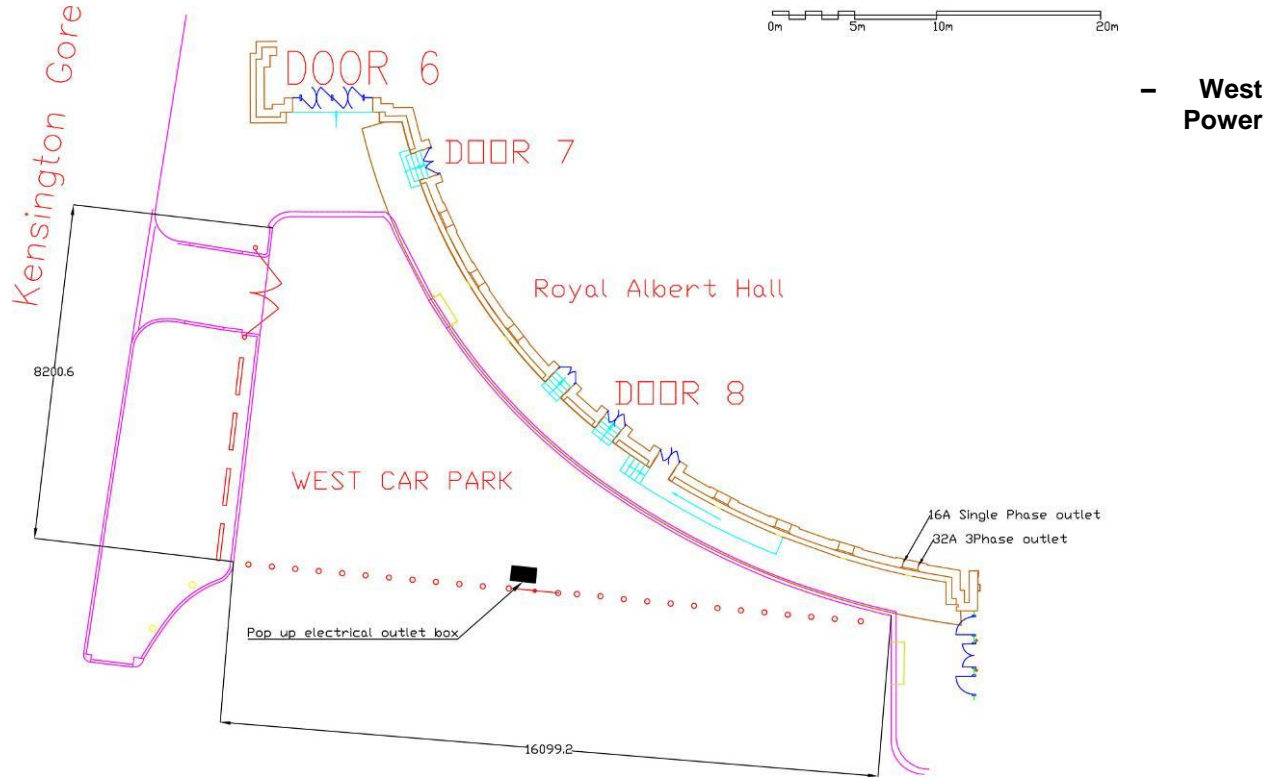 0m 5m 10m 20m
– West
Power
Kensington Gore
DOOR 6
DOOR 7
Royal Albert Hall
8200.6
DOOR 8
WEST CAR PARK
16A Single Phase outlet
32A 3Phase outlet
Pop up electrical outlet box
16099.2